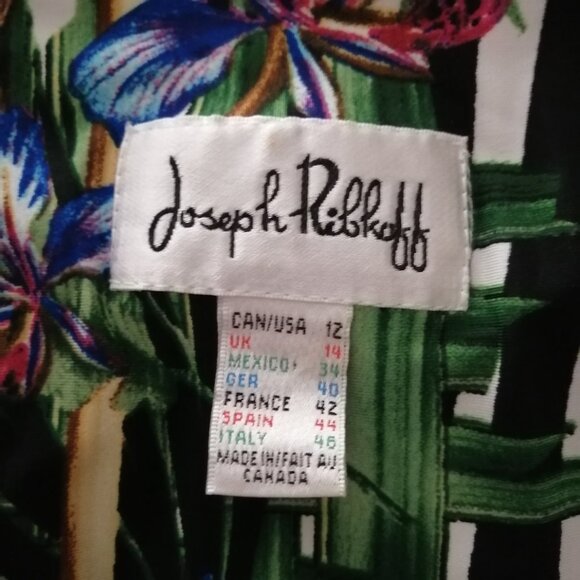 Joseph Ribkoff
CAN/USA 12
UK 14
MEXICO 34
GER 40
FRANCE 42
SPAIN 44
ITALY 46
MADE IN/FAIT AU
CANADA